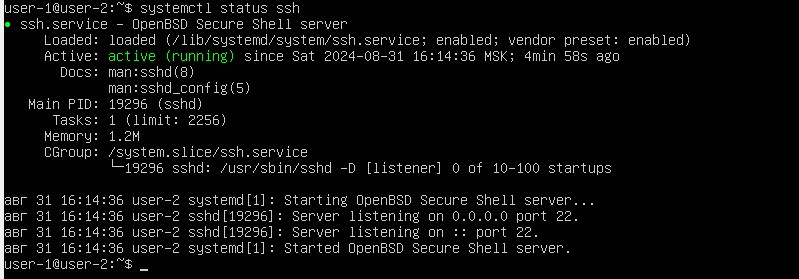 user-1@user-2:~$ systemctl status ssh
● ssh.service - OpenBSD Secure Shell server
     Loaded: loaded (/lib/systemd/system/ssh.service; enabled; vendor preset: enabled)
     Active: active (running) since Sat 2024-08-31 16:14:36 MSK; 4min 58s ago
       Docs: man:sshd(8)
             man:sshd_config(5)
   Main PID: 19296 (sshd)
      Tasks: 1 (limit: 2256)
     Memory: 1.2M
     CGroup: /system.slice/ssh.service
             └─19296 sshd: /usr/sbin/sshd -D [listener] 0 of 10-100 startups

авг 31 16:14:36 user-2 systemd[1]: Starting OpenBSD Secure Shell server...
авг 31 16:14:36 user-2 sshd[19296]: Server listening on 0.0.0.0 port 22.
авг 31 16:14:36 user-2 sshd[19296]: Server listening on :: port 22.
авг 31 16:14:36 user-2 systemd[1]: Started OpenBSD Secure Shell server.
user-1@user-2:~$ _